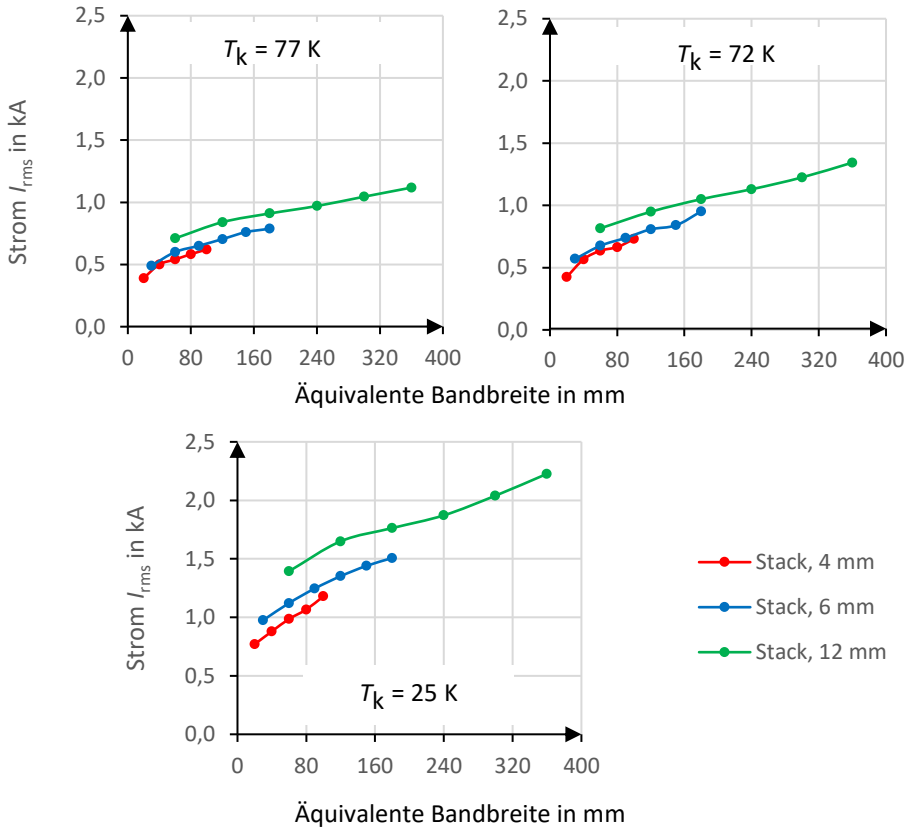 2,5
2,0
1,5
1,0
0,5
0,0
Strom Irms in kA
Tk = 77 K
0 80 160 240 320 400
2,5
2,0
1,5
1,0
0,5
0,0
Tk = 72 K
0 80 160 240 320 400
Äquivalente Bandbreite in mm
2,5
2,0
1,5
1,0
0,5
0,0
Strom Irms in kA
Tk = 25 K
0 80 160 240 320 400
Äquivalente Bandbreite in mm
Stack, 4 mm
Stack, 6 mm
Stack, 12 mm